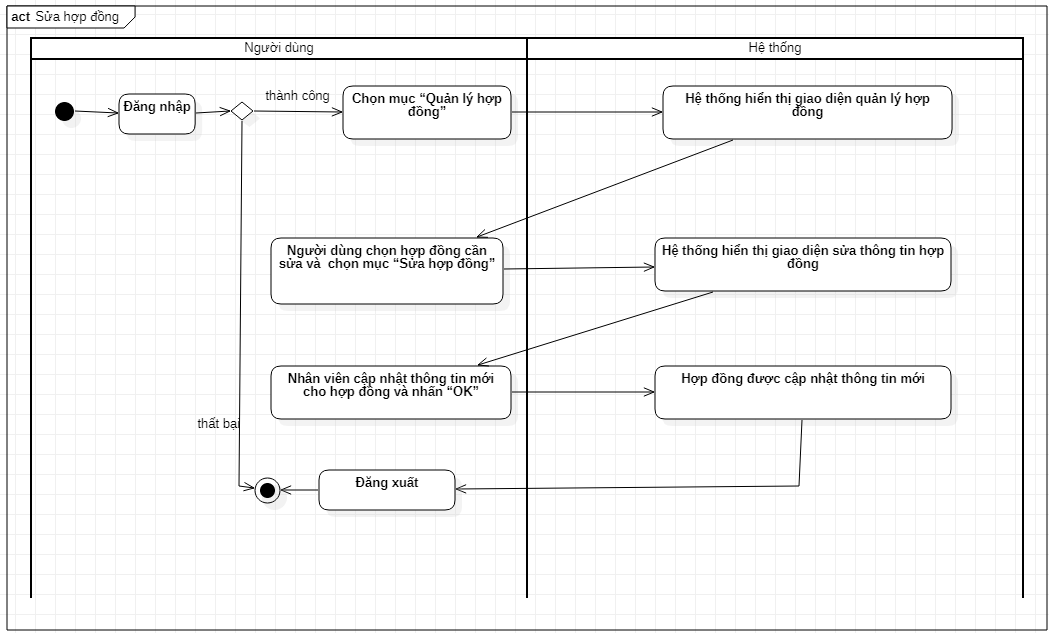 act Sửa hợp đồng
Người dùng
Hệ thống
Đăng nhập
thành công
Chọn mục “Quản lý hợp
đồng”
Hệ thống hiển thị giao diện quản lý hợp
đồng
Người dùng chọn hợp đồng cần
sửa và chọn mục “Sửa hợp đồng”
Hệ thống hiển thị giao diện sửa thông tin hợp
đồng
Nhân viên cập nhật thông tin mới
cho hợp đồng và nhấn “OK”
Hợp đồng được cập nhật thông tin mới
thất bại
Đăng xuất